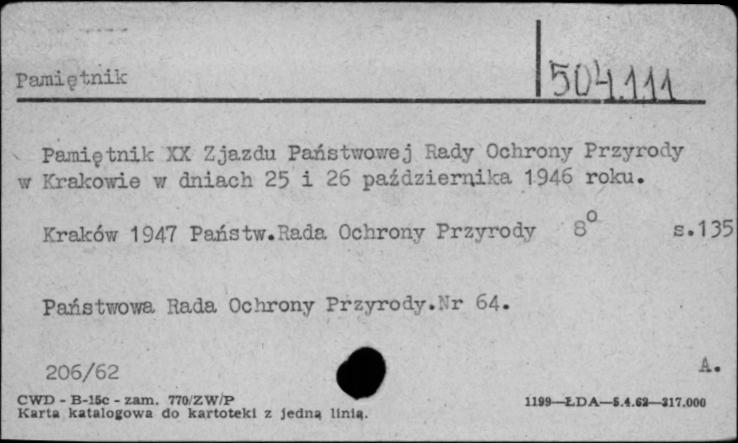 Pamiętnik
504.111
Pamiętnik XX Zjazdu Państwowej Rady Ochrony Przyrody
w Krakowie w dniach 25 i 26 października 1946 roku.
Kraków 1947 Państw.Rada Ochrony Przyrody 8° s.135
Państwowa Rada Ochrony Przyrody.Nr 64.
206/62 A.
CWD - B-15c - zam. 770/ZW/P 1199—ŁDA—5.4.62—317.000
Karta katalogowa do kartoteki z jedną linią.